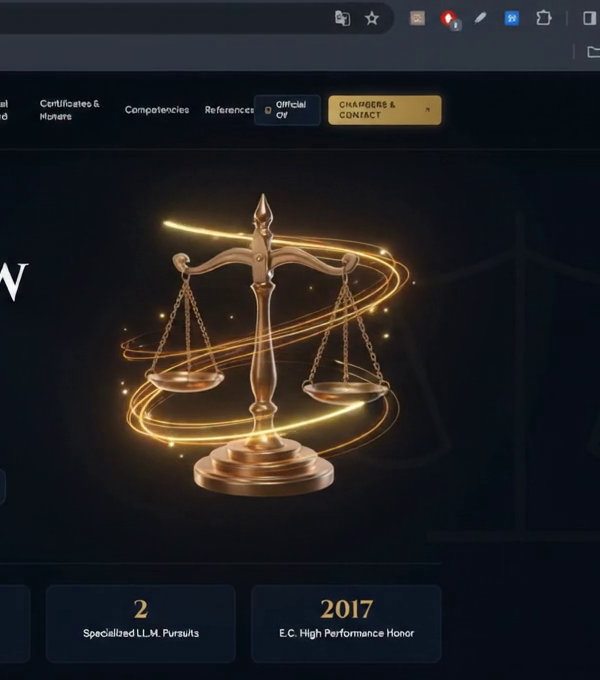 Certificates &
Honors
Competencies
References
Official
CV
CHAMBERS &
CONTACT
W
2
Specialized LL.M. Pursuits
2017
E.C. High Performance Honor